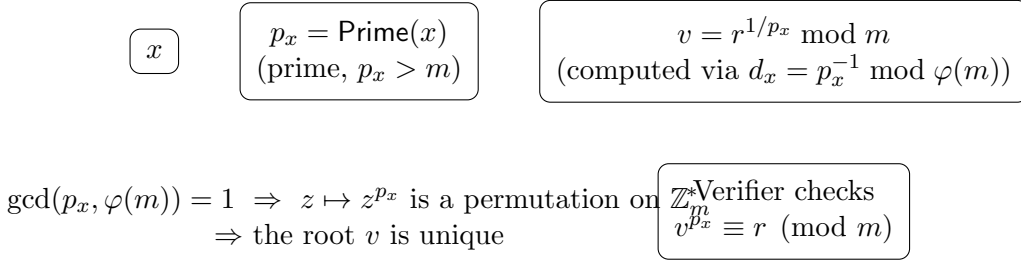 x
p_x = Prime(x)
(prime, p_x > m)
v = r^{1/p_x} mod m
(computed via d_x = p_x^{-1} mod φ(m))
gcd(p_x, φ(m)) = 1 ⇒ z ↦ z^{p_x} is a permutation on ℤ_m^*
⇒ the root v is unique
Verifier checks
v^{p_x} ≡ r (mod m)